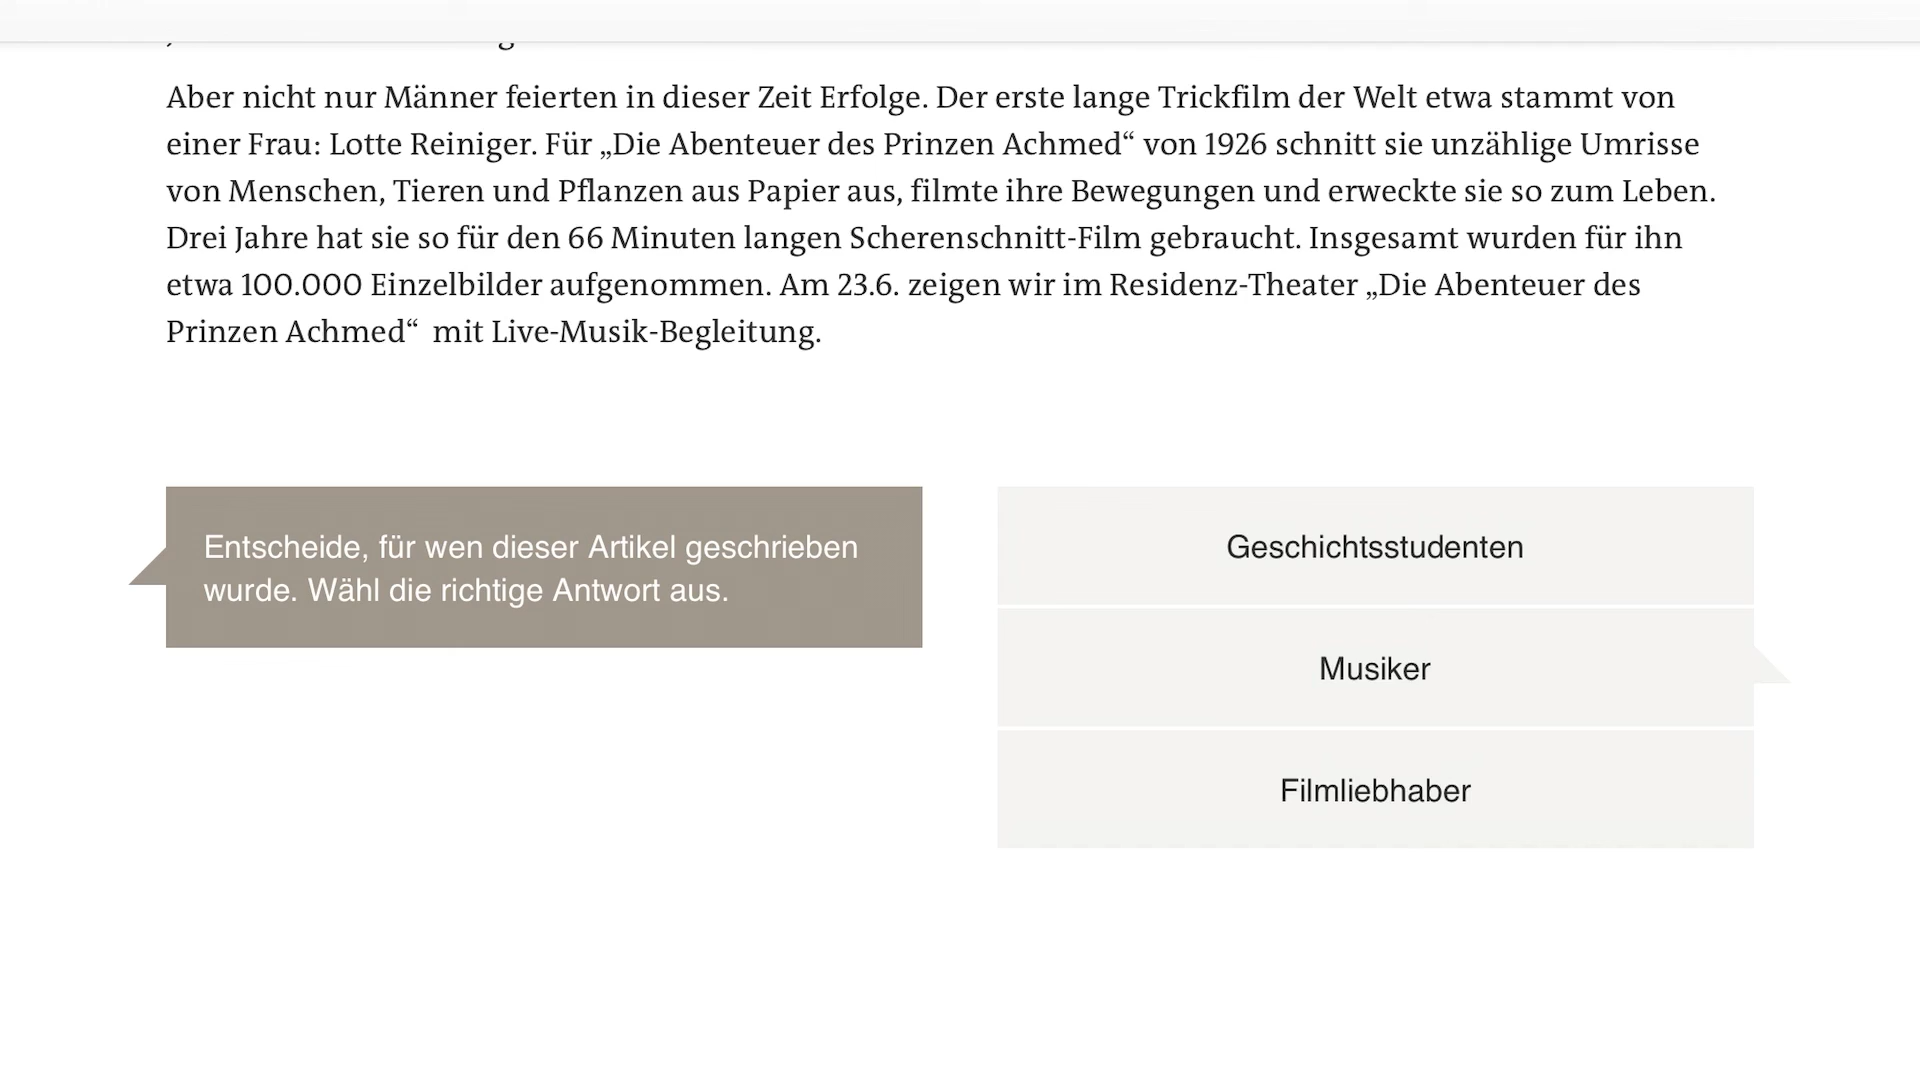 Aber nicht nur Männer feierten in dieser Zeit Erfolge. Der erste lange Trickfilm der Welt etwa stammt von
einer Frau: Lotte Reiniger. Für „Die Abenteuer des Prinzen Achmed“ von 1926 schnitt sie unzählige Umrisse
von Menschen, Tieren und Pflanzen aus Papier aus, filmte ihre Bewegungen und erweckte sie so zum Leben.
Drei Jahre hat sie so für den 66 Minuten langen Scherenschnitt-Film gebraucht. Insgesamt wurden für ihn
etwa 100.000 Einzelbilder aufgenommen. Am 23.6. zeigen wir im Residenz-Theater „Die Abenteuer des
Prinzen Achmed“ mit Live-Musik-Begleitung.
Entscheide, für wen dieser Artikel geschrieben
wurde. Wähl die richtige Antwort aus.
Geschichtsstudenten
Musiker
Filmliebhaber